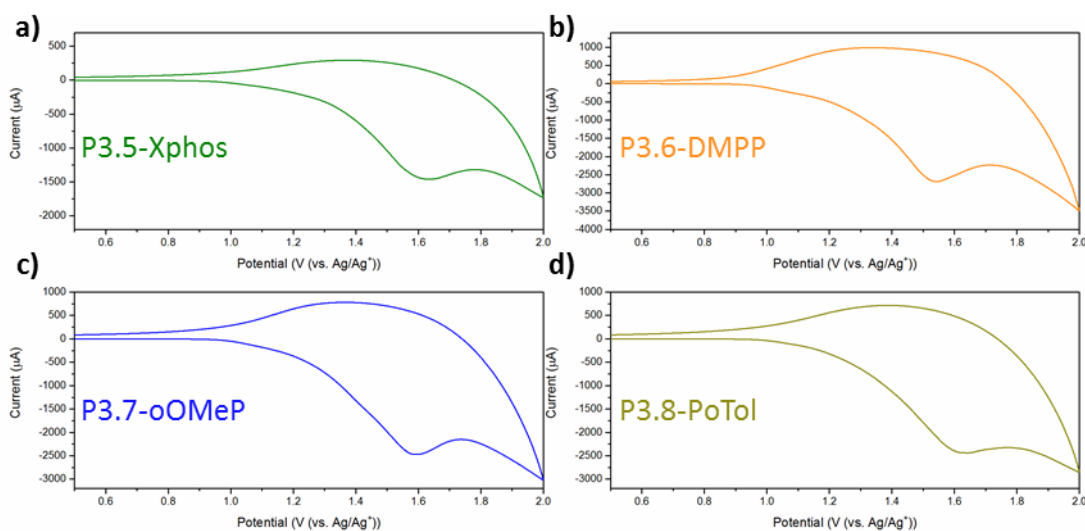 a)
500
0
-500
-1000
-1500
-2000
Current (μA)
P3.5-Xphos
0.6 0.8 1.0 1.2 1.4 1.6 1.8 2.0
Potential (V (vs. Ag/Ag⁺))
b)
1000
500
0
-500
-1000
-1500
-2000
-2500
-3000
-3500
-4000
Current (μA)
P3.6-DMPP
0.6 0.8 1.0 1.2 1.4 1.6 1.8 2.0
Potential (V (vs. Ag/Ag⁺))
c)
1000
500
0
-500
-1000
-1500
-2000
-2500
-3000
Current (μA)
P3.7-oOMeP
0.6 0.8 1.0 1.2 1.4 1.6 1.8 2.0
Potential (V (vs. Ag/Ag⁺))
d)
1000
500
0
-500
-1000
-1500
-2000
-2500
-3000
Current (μA)
P3.8-PoTol
0.6 0.8 1.0 1.2 1.4 1.6 1.8 2.0
Potential (V (vs. Ag/Ag⁺))